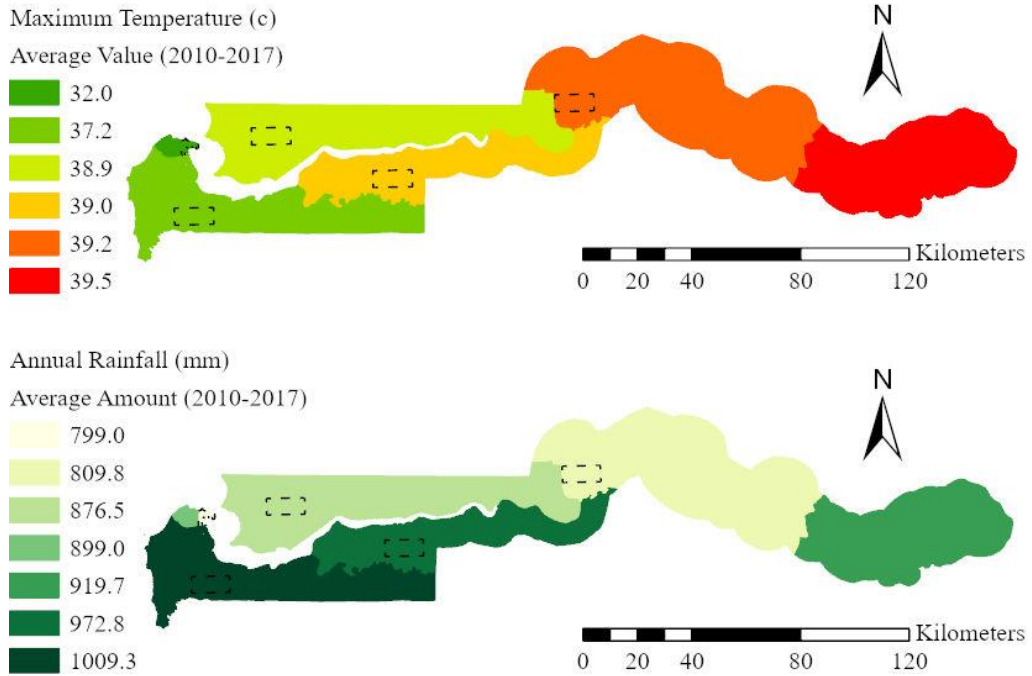 Maximum Temperature (c)
Average Value (2010-2017)
32.0
37.2
38.9
39.0
39.2
39.5
N
Kilometers
0 20 40 80 120
Annual Rainfall (mm)
Average Amount (2010-2017)
799.0
809.8
876.5
899.0
919.7
972.8
1009.3
N
Kilometers
0 20 40 80 120